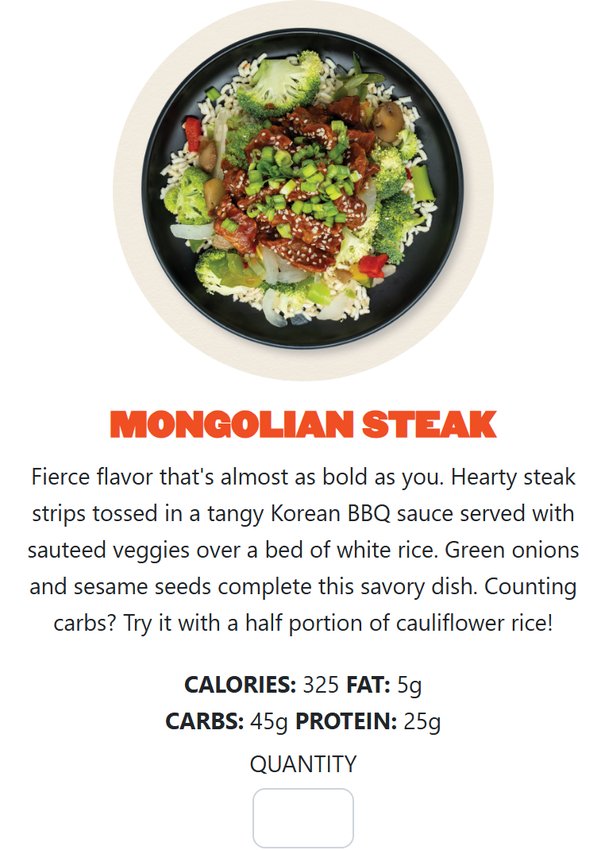 MONGOLIAN STEAK
Fierce flavor that's almost as bold as you. Hearty steak
strips tossed in a tangy Korean BBQ sauce served with
sauteed veggies over a bed of white rice. Green onions
and sesame seeds complete this savory dish. Counting
carbs? Try it with a half portion of cauliflower rice!
CALORIES: 325 FAT: 5g
CARBS: 45g PROTEIN: 25g
QUANTITY